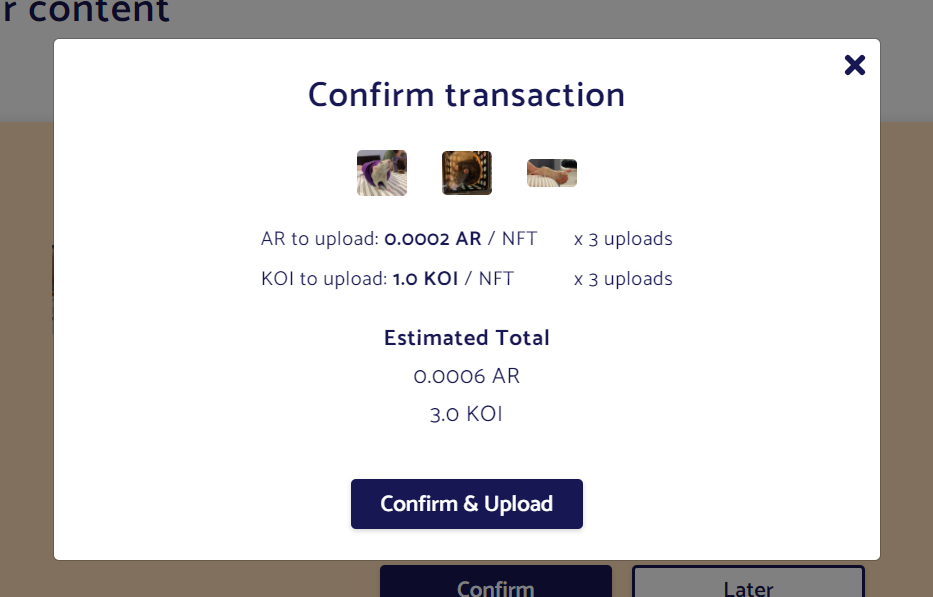 r content
Confirm transaction
AR to upload: 0.0002 AR / NFT x 3 uploads
KOI to upload: 1.0 KOI / NFT x 3 uploads
Estimated Total
0.0006 AR
3.0 KOI
Confirm & Upload
Confirm Later